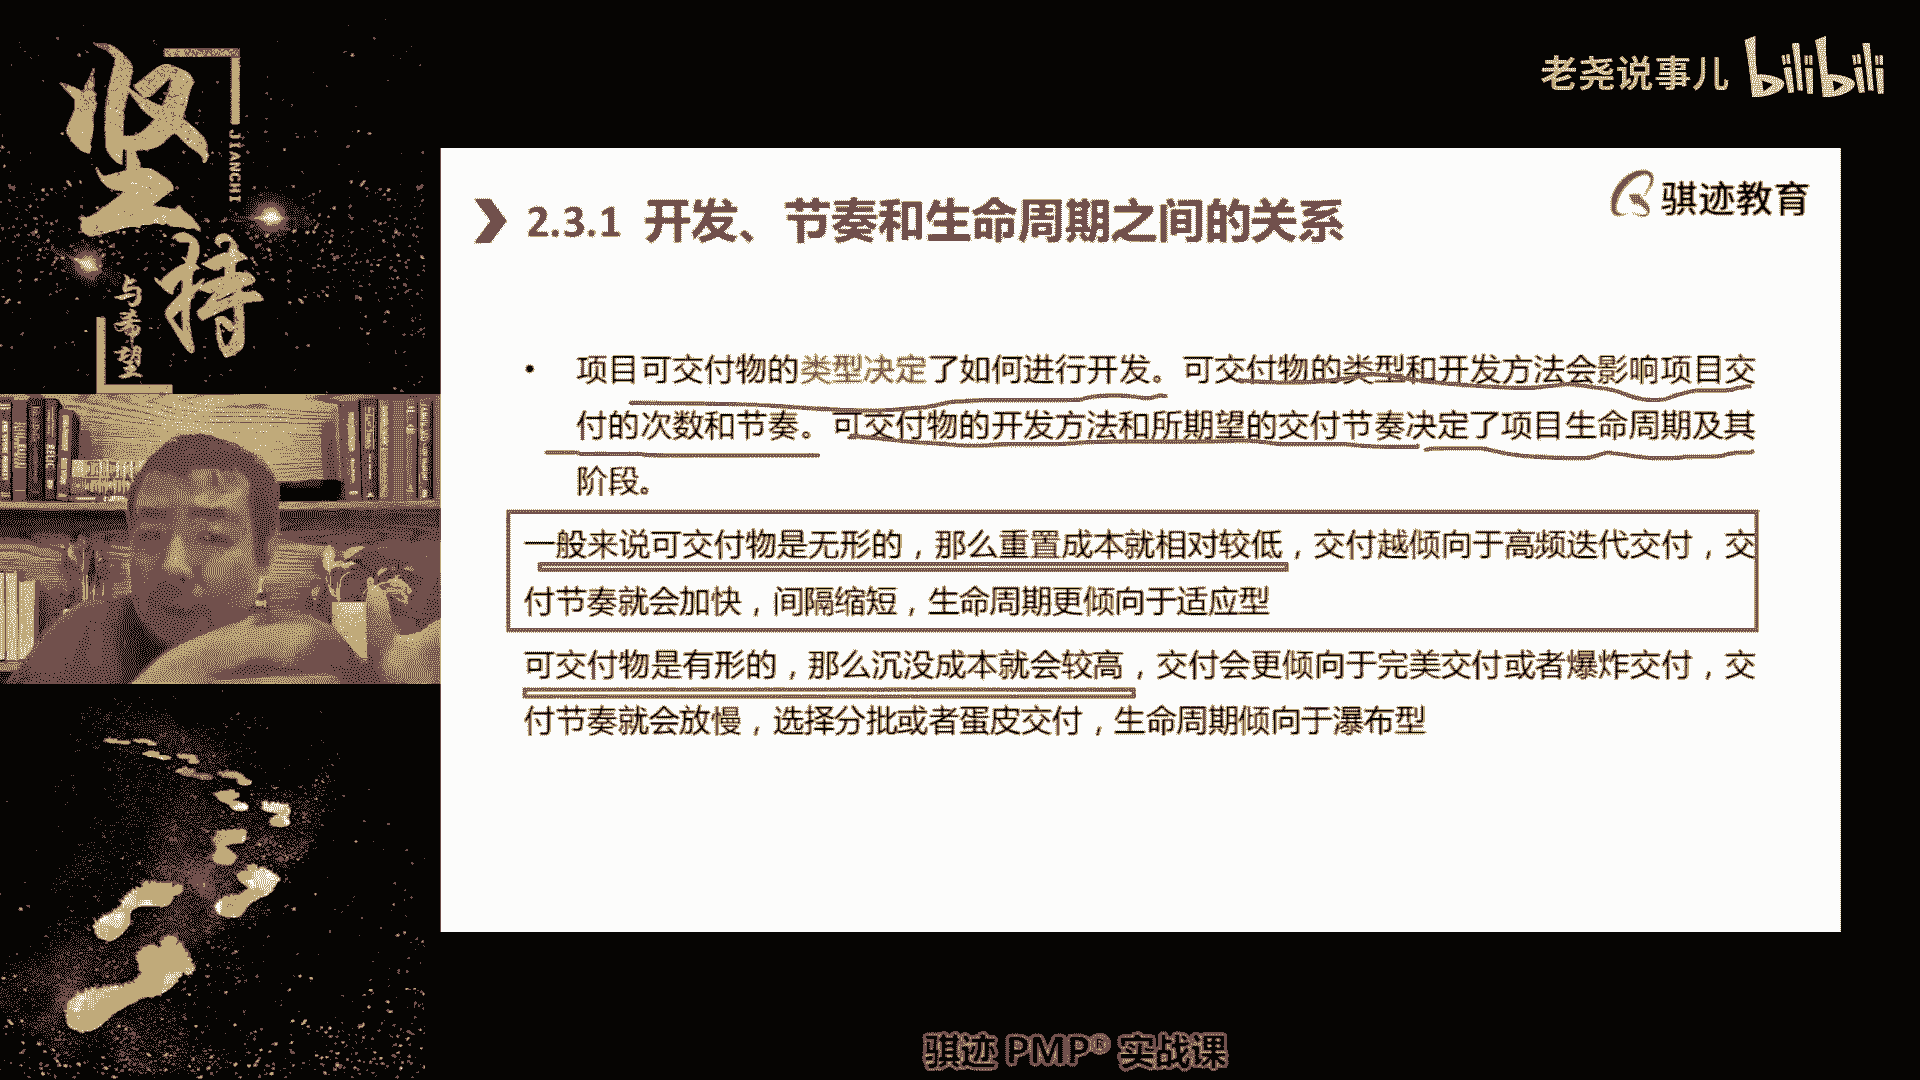 坚持
JIANCHI
与希望
老尧说事儿 bilibili
骐迹教育
2.3.1 开发、节奏和生命周期之间的关系
• 项目可交付物的类型决定了如何进行开发。可交付物的类型和开发方法会影响项目交
付的次数和节奏。可交付物的开发方法和所期望的交付节奏决定了项目生命周期及其
阶段。
一般来说可交付物是无形的，那么重置成本就相对较低，交付越倾向于高频迭代交付，交
付节奏就会加快，间隔缩短，生命周期更倾向于适应型
可交付物是有形的，那么沉没成本就会较高，交付会更倾向于完美交付或者爆炸交付，交
付节奏就会放慢，选择分批或者蛋皮交付，生命周期倾向于瀑布型
骐迹 PMP® 实战课